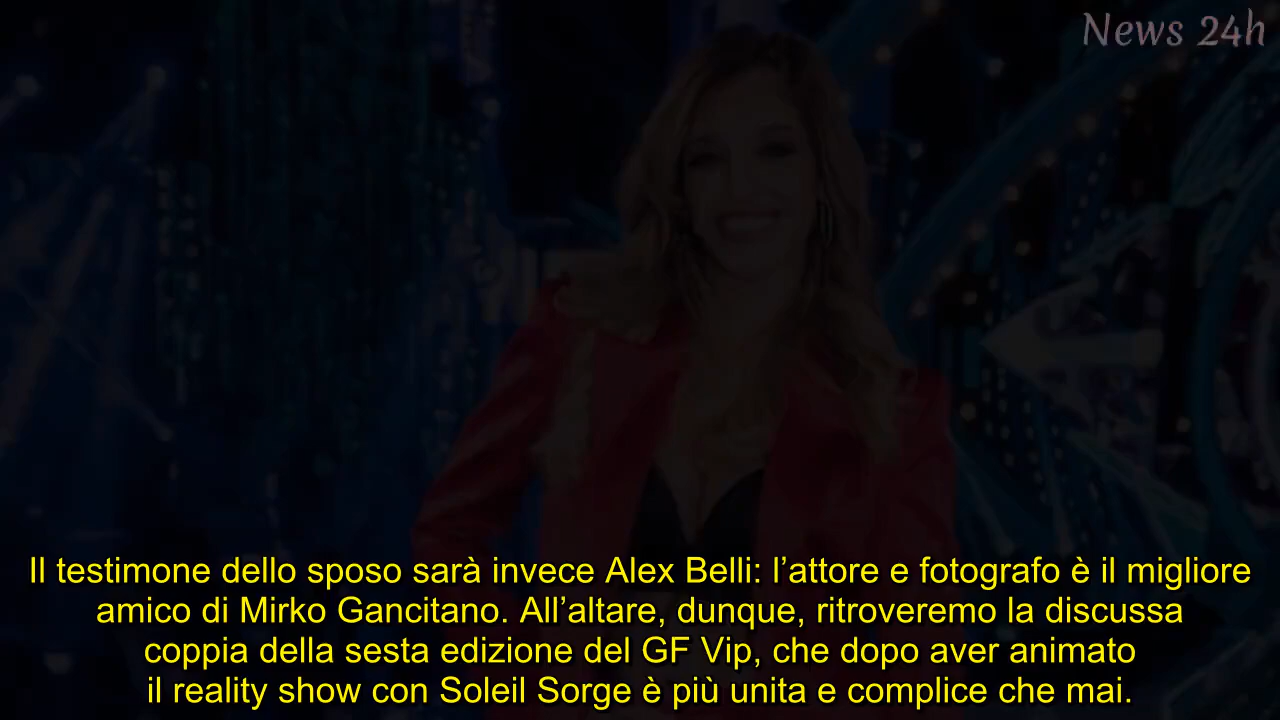 News 24h
Il testimone dello sposo sarà invece Alex Belli: l’attore e fotografo è il migliore
amico di Mirko Gancitano. All’altare, dunque, ritroveremo la discussa
coppia della sesta edizione del GF Vip, che dopo aver animato
il reality show con Soleil Sorge è più unita e complice che mai.